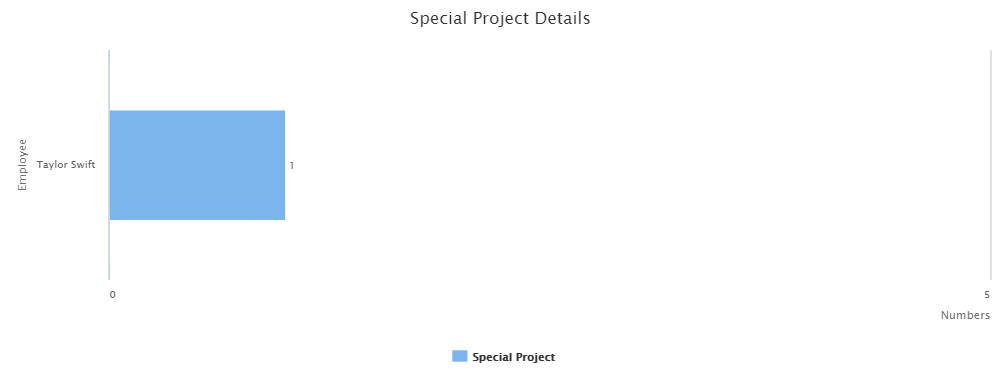 Special Project Details
Employee
Taylor Swift
1
0
5
Numbers
Special Project